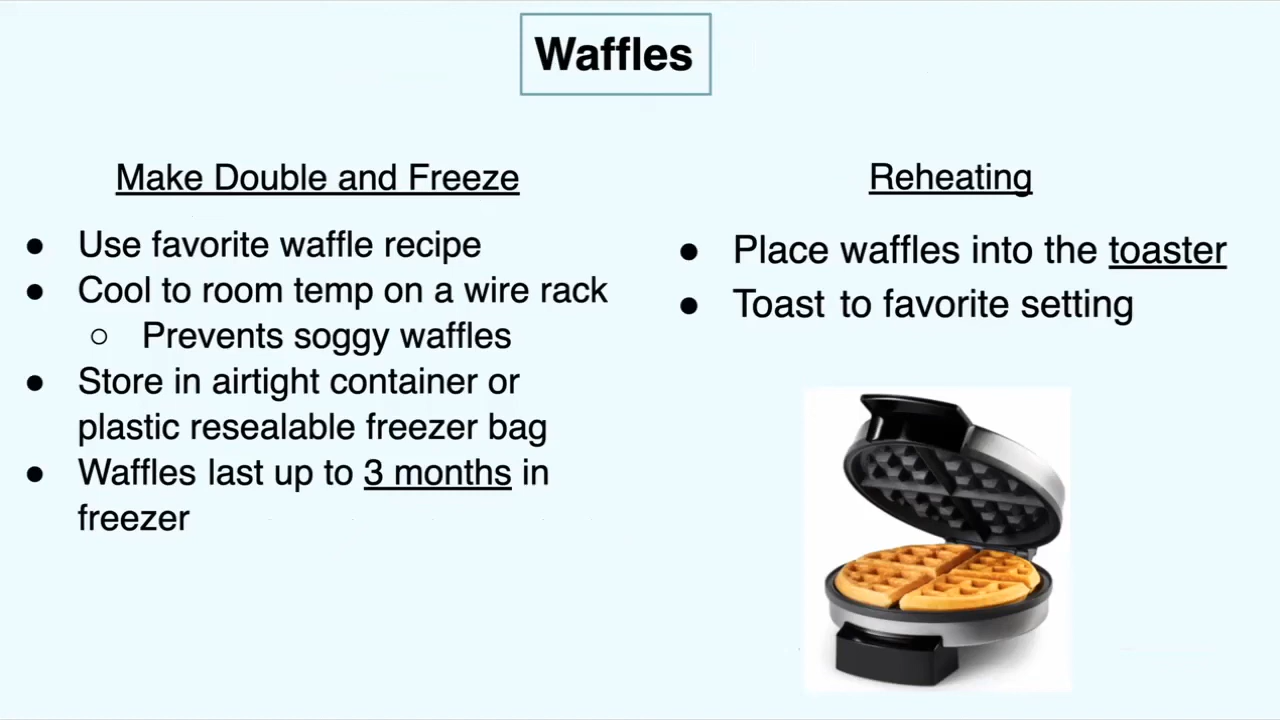 Waffles
Make Double and Freeze
● Use favorite waffle recipe
● Cool to room temp on a wire rack
○ Prevents soggy waffles
● Store in airtight container or
plastic resealable freezer bag
● Waffles last up to 3 months in
freezer
Reheating
● Place waffles into the toaster
● Toast to favorite setting